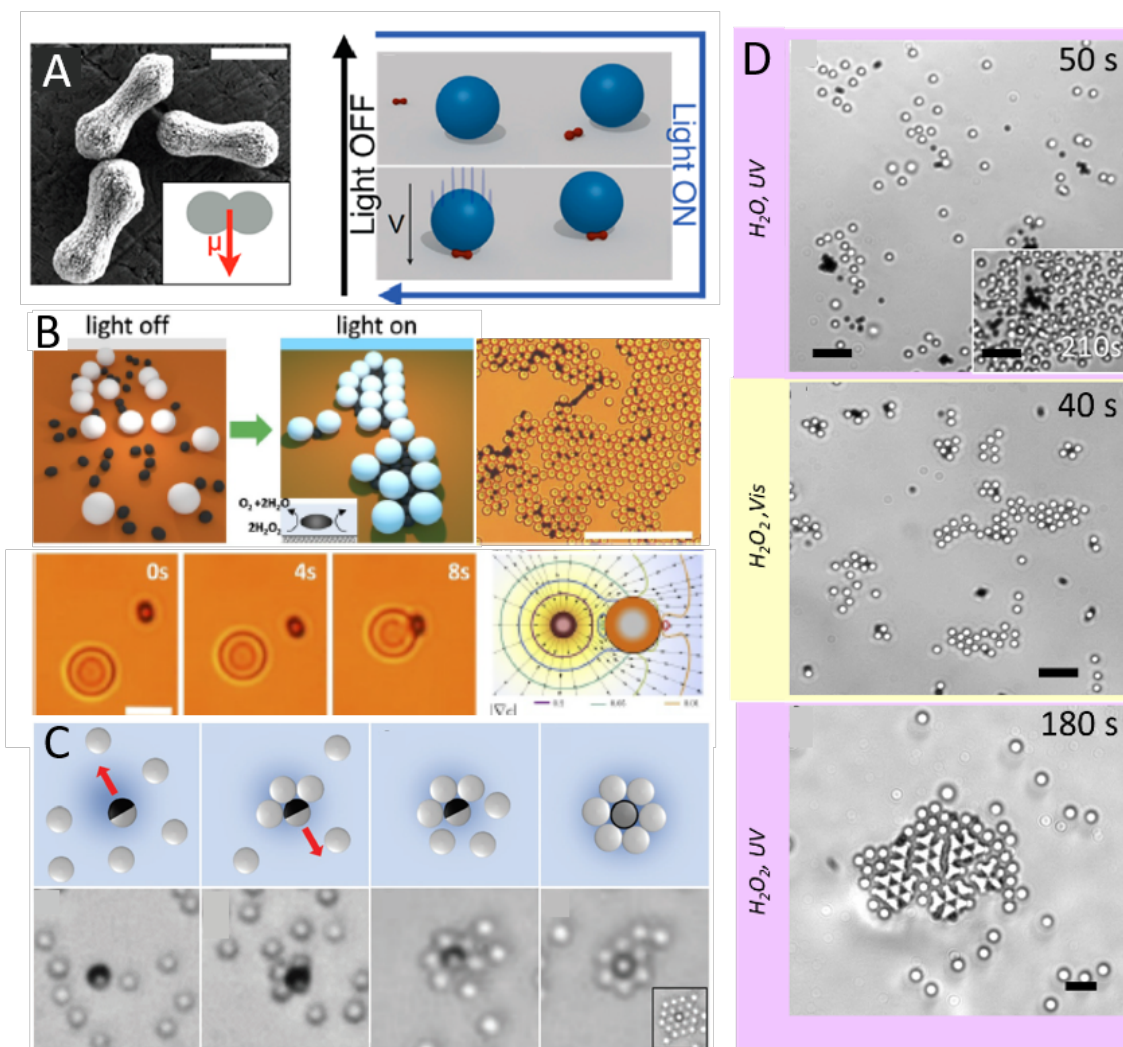 A
μ
Light OFF
V
Light ON
B
light off
light on
O₂ +2H₂O
2H₂O₂
0s
4s
8s
|∇c|
0.2
0.05
0.01
C
D
H₂O, UV
50 s
210s
H₂O₂ ,Vis
40 s
H₂O₂, UV
180 s